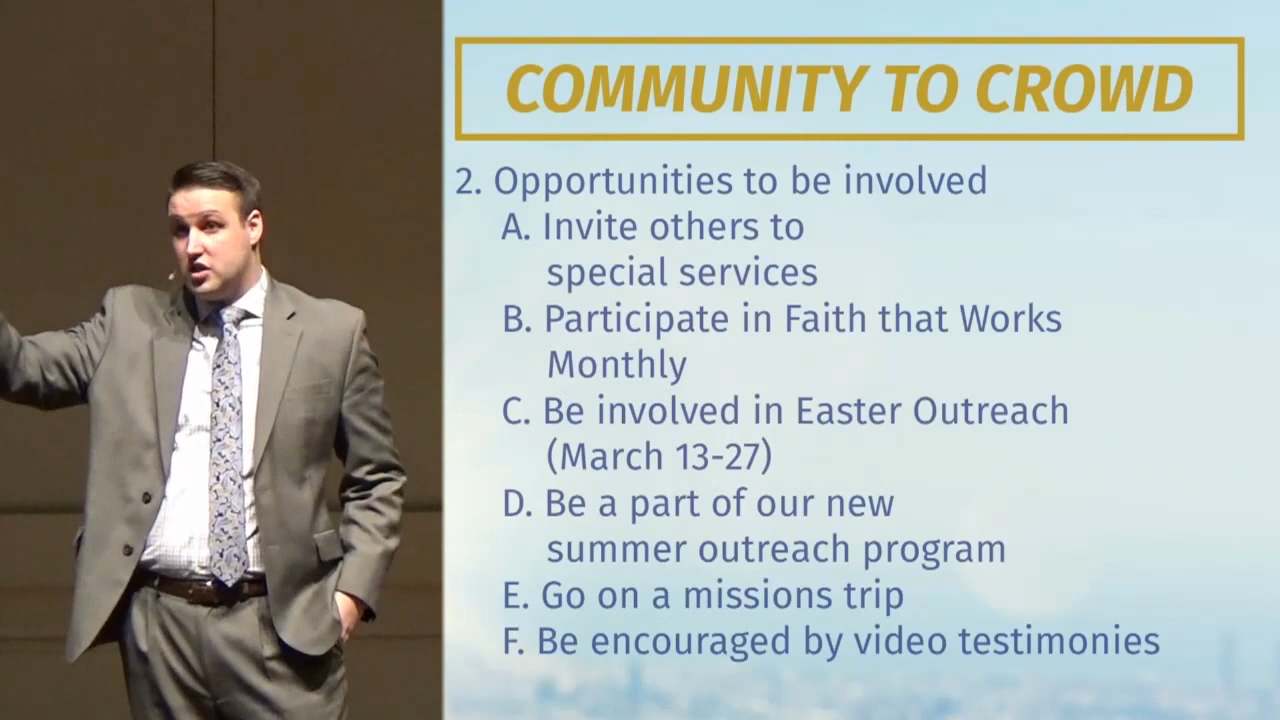 COMMUNITY TO CROWD
2. Opportunities to be involved
A. Invite others to
special services
B. Participate in Faith that Works
Monthly
C. Be involved in Easter Outreach
(March 13-27)
D. Be a part of our new
summer outreach program
E. Go on a missions trip
F. Be encouraged by video testimonies